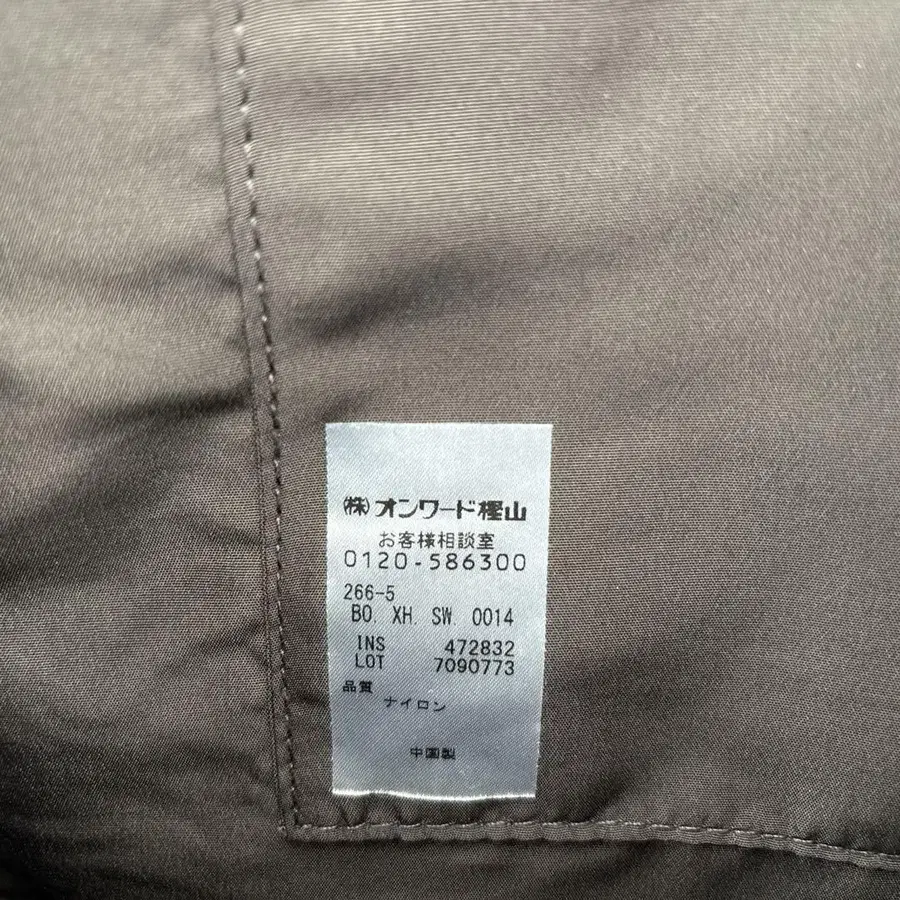 ㈱オンワード樫山
お客様相談室
0120-586300
266-5
BO. XH. SW. 0014
INS 472832
LOT 7090773
品質
ナイロン
中国製